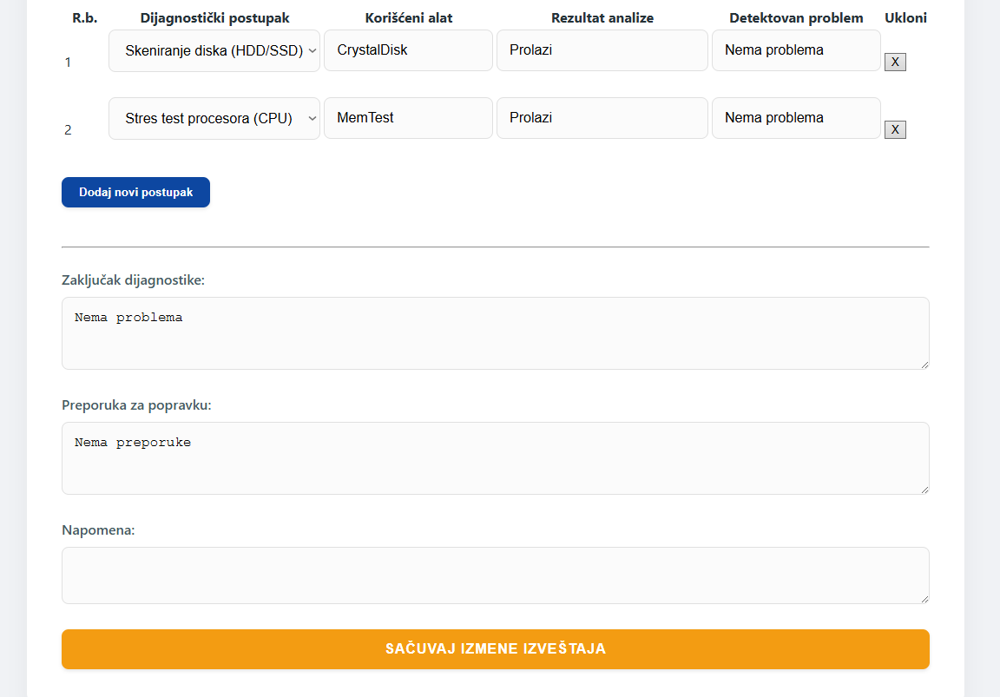 R.b. Dijagnostički postupak Korišćeni alat Rezultat analize Detektovan problem Ukloni
1 Skeniranje diska (HDD/SSD) CrystalDisk Prolazi Nema problema X
2 Stres test procesora (CPU) MemTest Prolazi Nema problema X
Dodaj novi postupak
Zaključak dijagnostike:
Nema problema
Preporuka za popravku:
Nema preporuke
Napomena:
SAČUVAJ IZMENE IZVEŠTAJA